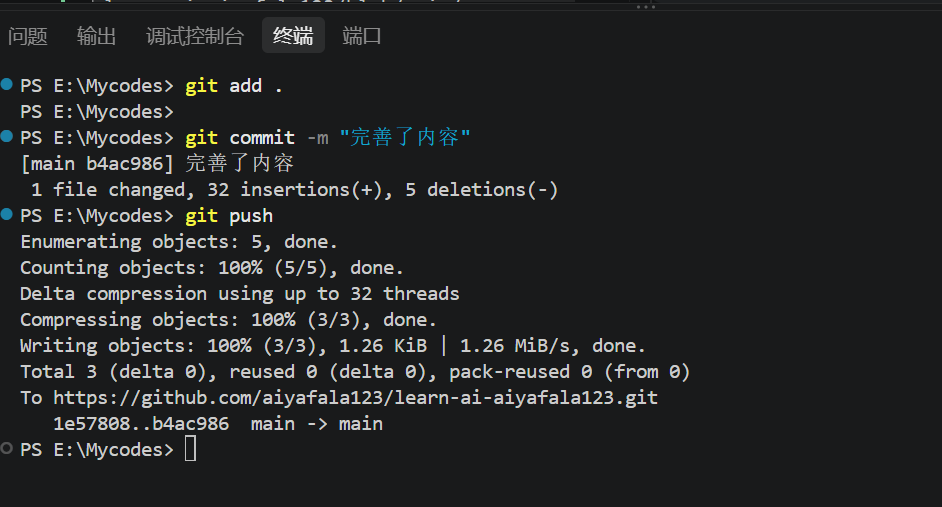 问题 输出 调试控制台 终端 端口
PS E:\Mycodes> git add .
PS E:\Mycodes>
PS E:\Mycodes> git commit -m "完善了内容"
[main b4ac986] 完善了内容
 1 file changed, 32 insertions(+), 5 deletions(-)
PS E:\Mycodes> git push
Enumerating objects: 5, done.
Counting objects: 100% (5/5), done.
Delta compression using up to 32 threads
Compressing objects: 100% (3/3), done.
Writing objects: 100% (3/3), 1.26 KiB | 1.26 MiB/s, done.
Total 3 (delta 0), reused 0 (delta 0), pack-reused 0 (from 0)
To https://github.com/aiyafala123/learn-ai-aiyafala123.git
   1e57808..b4ac986  main -> main
PS E:\Mycodes>